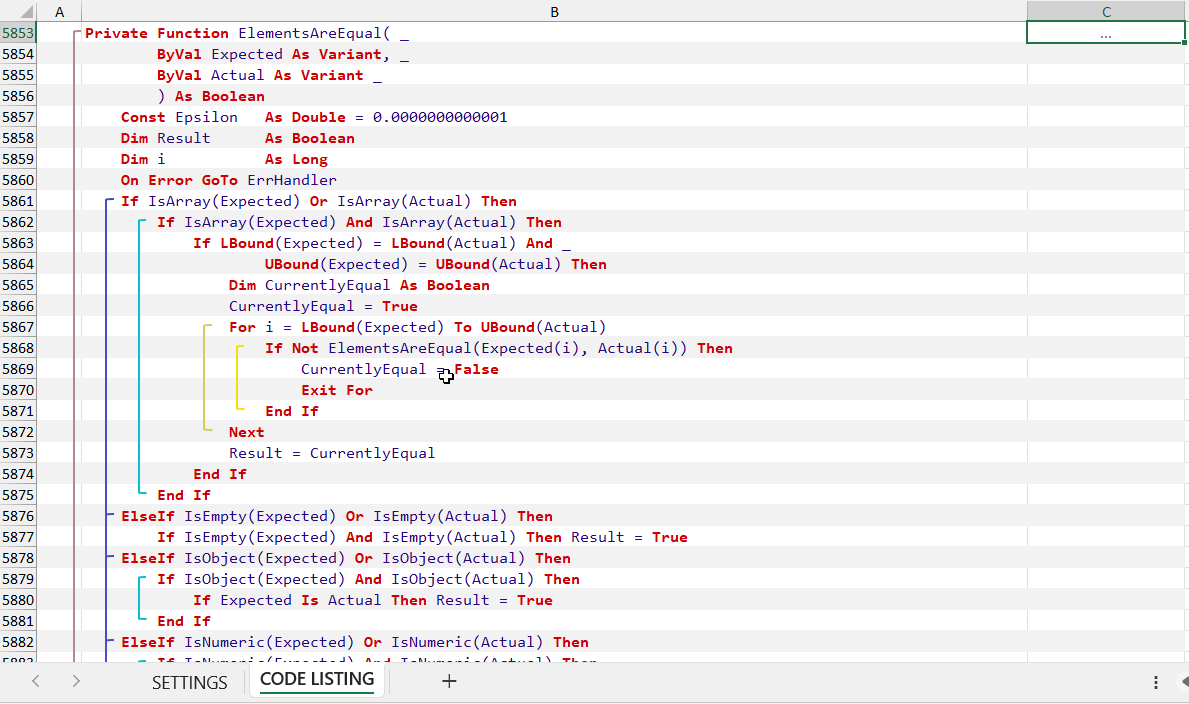 A B C
5853 Private Function ElementsAreEqual( _ ...
5854 ByVal Expected As Variant, _
5855 ByVal Actual As Variant _
5856 ) As Boolean
5857 Const Epsilon As Double = 0.0000000000001
5858 Dim Result As Boolean
5859 Dim i As Long
5860 On Error GoTo ErrHandler
5861 If IsArray(Expected) Or IsArray(Actual) Then
5862 If IsArray(Expected) And IsArray(Actual) Then
5863 If LBound(Expected) = LBound(Actual) And _
5864 UBound(Expected) = UBound(Actual) Then
5865 Dim CurrentlyEqual As Boolean
5866 CurrentlyEqual = True
5867 For i = LBound(Expected) To UBound(Actual)
5868 If Not ElementsAreEqual(Expected(i), Actual(i)) Then
5869 CurrentlyEqual = False
5870 Exit For
5871 End If
5872 Next
5873 Result = CurrentlyEqual
5874 End If
5875 End If
5876 ElseIf IsEmpty(Expected) Or IsEmpty(Actual) Then
5877 If IsEmpty(Expected) And IsEmpty(Actual) Then Result = True
5878 ElseIf IsObject(Expected) Or IsObject(Actual) Then
5879 If IsObject(Expected) And IsObject(Actual) Then
5880 If Expected Is Actual Then Result = True
5881 End If
5882 ElseIf IsNumeric(Expected) Or IsNumeric(Actual) Then
5883 If IsNumeric(Expected) And IsNumeric(Actual) Then
SETTINGS CODE LISTING +